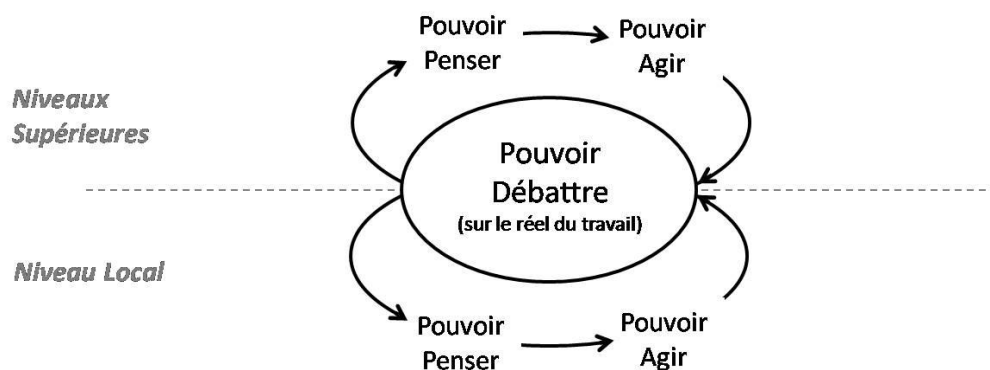 Pouvoir
Penser
Pouvoir
Agir
Niveaux
Supérieures
Pouvoir
Débattre
(sur le réel du travail)
Niveau Local
Pouvoir
Penser
Pouvoir
Agir